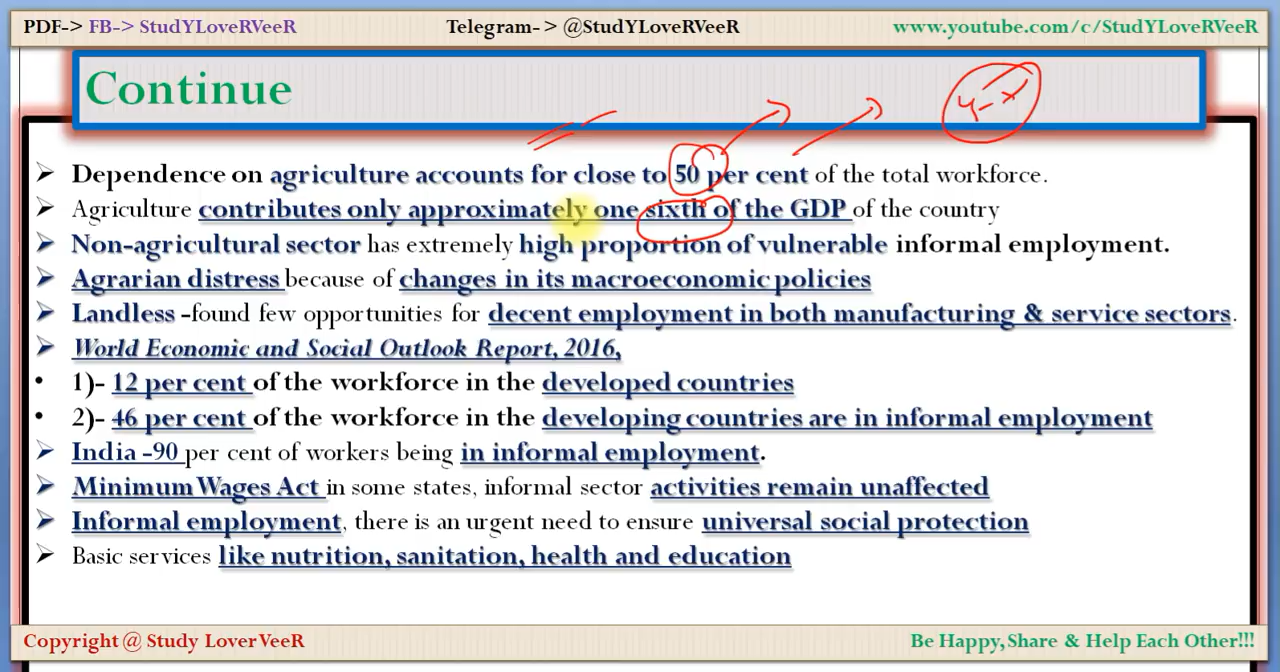 PDF-> FB-> StudYLoverVeeR Telegram-> @StudYLoveRVeeR www.youtube.com/c/StudYLoveRVeeR
Continue
➢ Dependence on agriculture accounts for close to 50 per cent of the total workforce.
➢ Agriculture contributes only approximately one sixth of the GDP of the country
➢ Non-agricultural sector has extremely high proportion of vulnerable informal employment.
➢ Agrarian distress because of changes in its macroeconomic policies
➢ Landless -found few opportunities for decent employment in both manufacturing & service sectors.
➢ World Economic and Social Outlook Report, 2016,
• 1)- 12 per cent of the workforce in the developed countries
• 2)- 46 per cent of the workforce in the developing countries are in informal employment
➢ India -90 per cent of workers being in informal employment.
➢ Minimum Wages Act in some states, informal sector activities remain unaffected
➢ Informal employment, there is an urgent need to ensure universal social protection
➢ Basic services like nutrition, sanitation, health and education
Copyright @ Study LoverVeeR Be Happy, Share & Help Each Other!!!